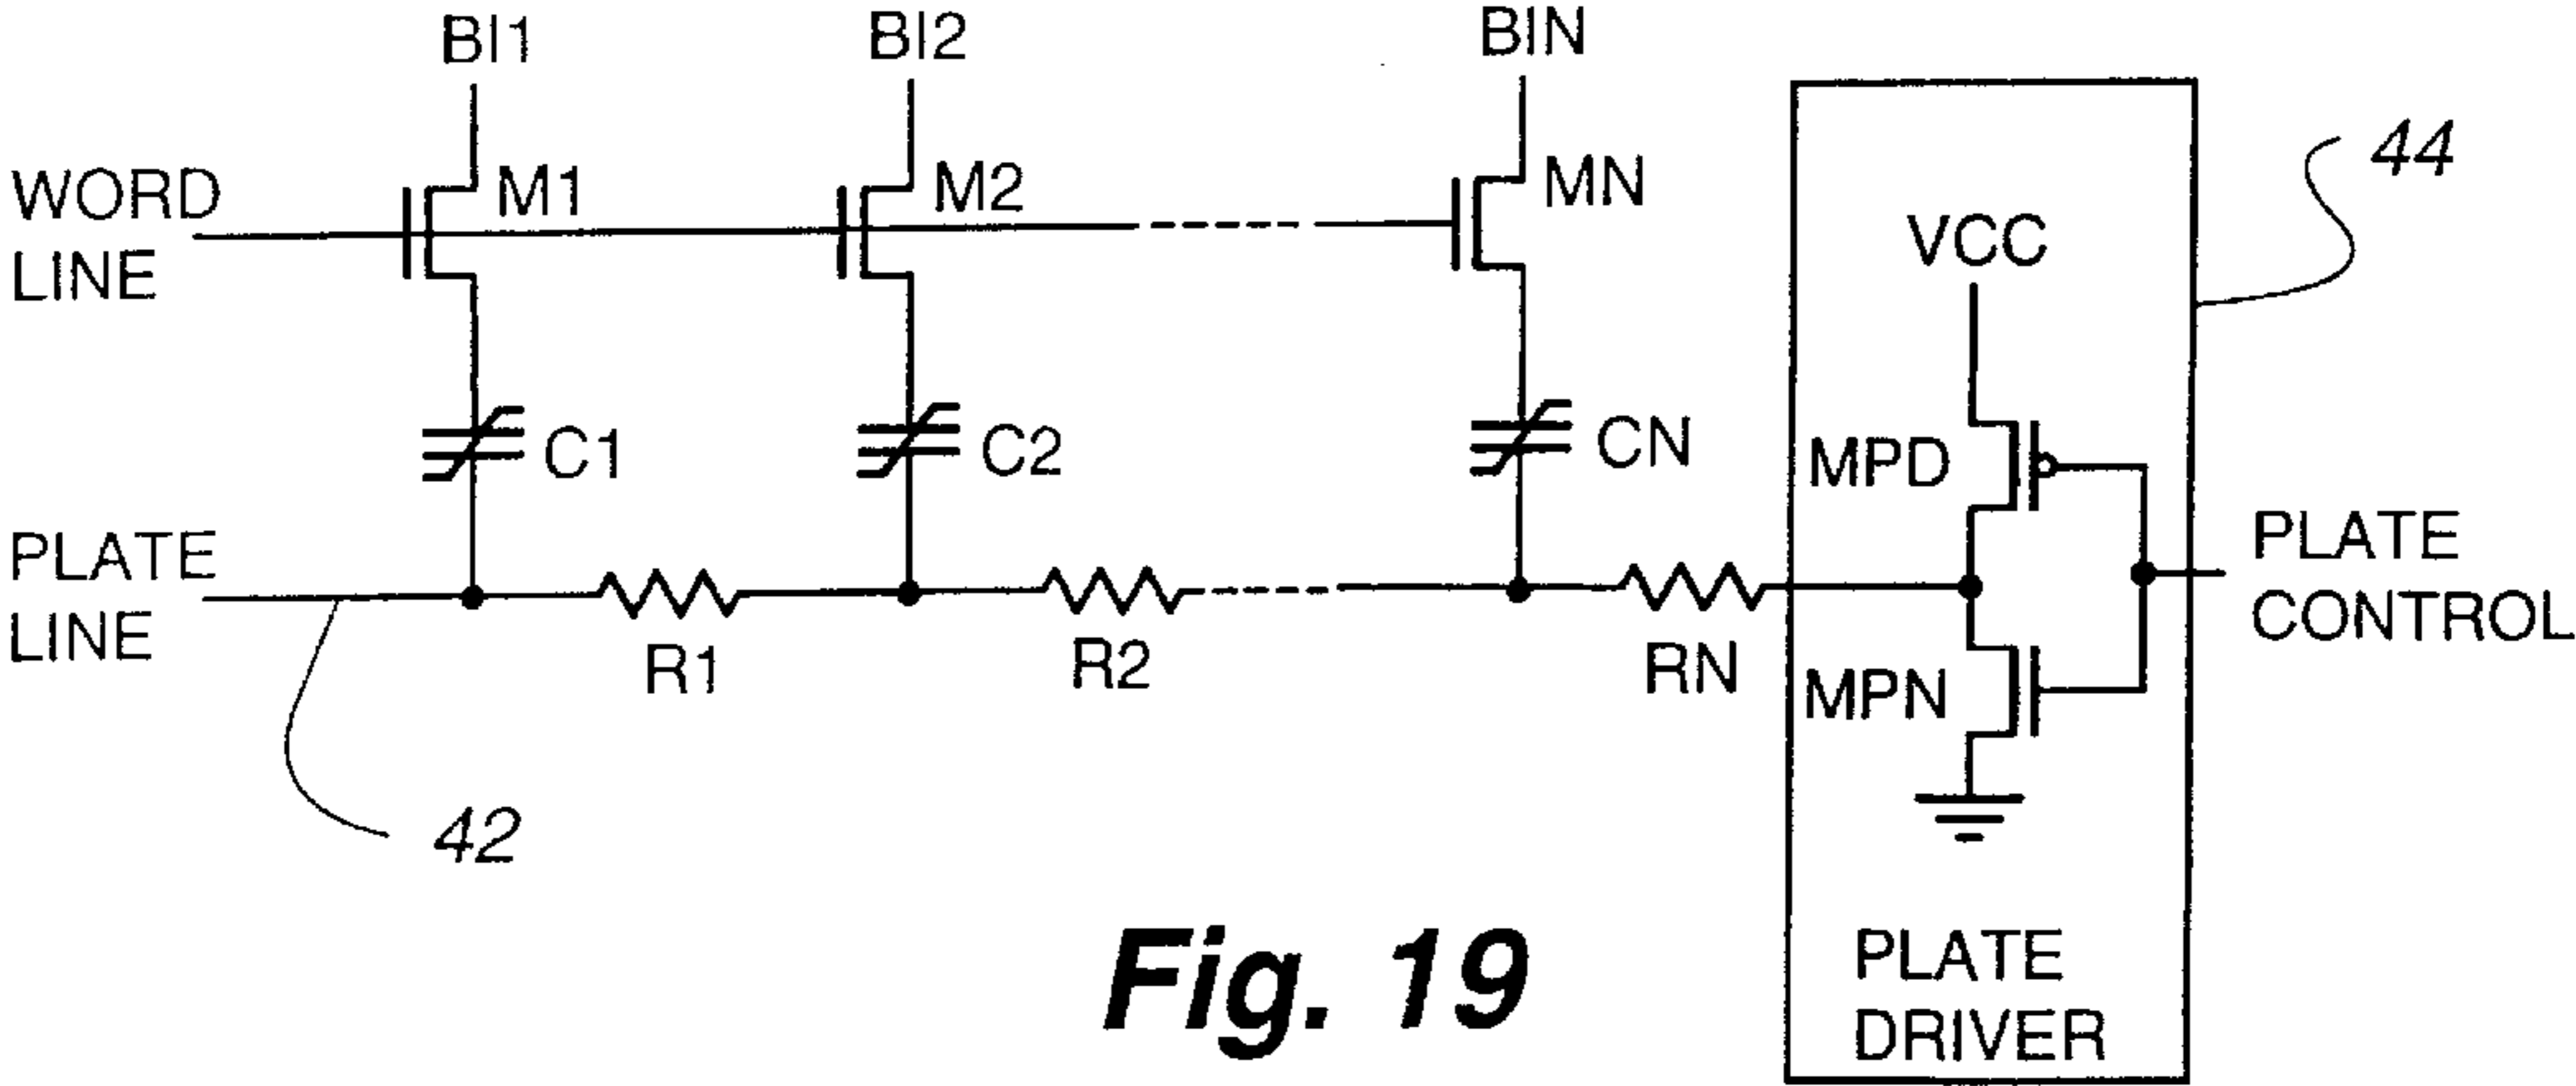 BI1
BI2
BIN
WORD
LINE
M1
M2
MN
44
VCC
C1
C2
CN
MPD
PLATE
LINE
R1
R2
RN
MPN
PLATE
CONTROL
42
PLATE
DRIVER
Fig. 19